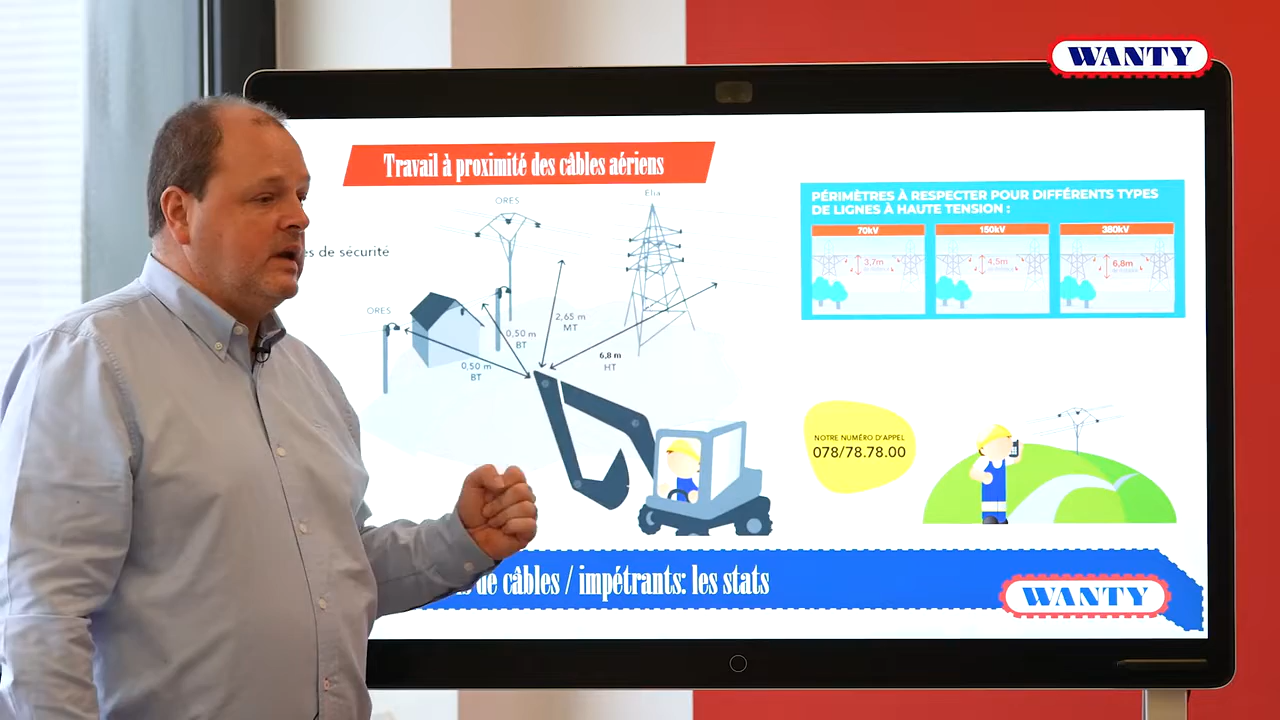 WANTY
Travail à proximité des câbles aériens
de sécurité
ORES
Elia
ORES
0,50 m
BT
0,50 m
BT
2,65 m
MT
6,8 m
HT
PÉRIMÈTRES À RESPECTER POUR DIFFÉRENTS TYPES
DE LIGNES À HAUTE TENSION :
70kV
150kV
380kV
3,7m
4,5m
6,8m
NOTRE NUMÉRO D'APPEL
078/78.78.00
de câbles / impétrants: les stats
WANTY